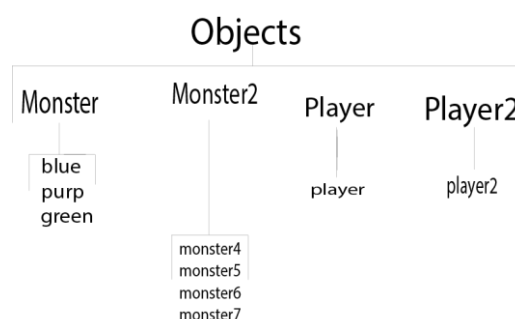 Objects
Monster
Monster2
Player
Player2
blue
purp
green
player
player2
monster4
monster5
monster6
monster7